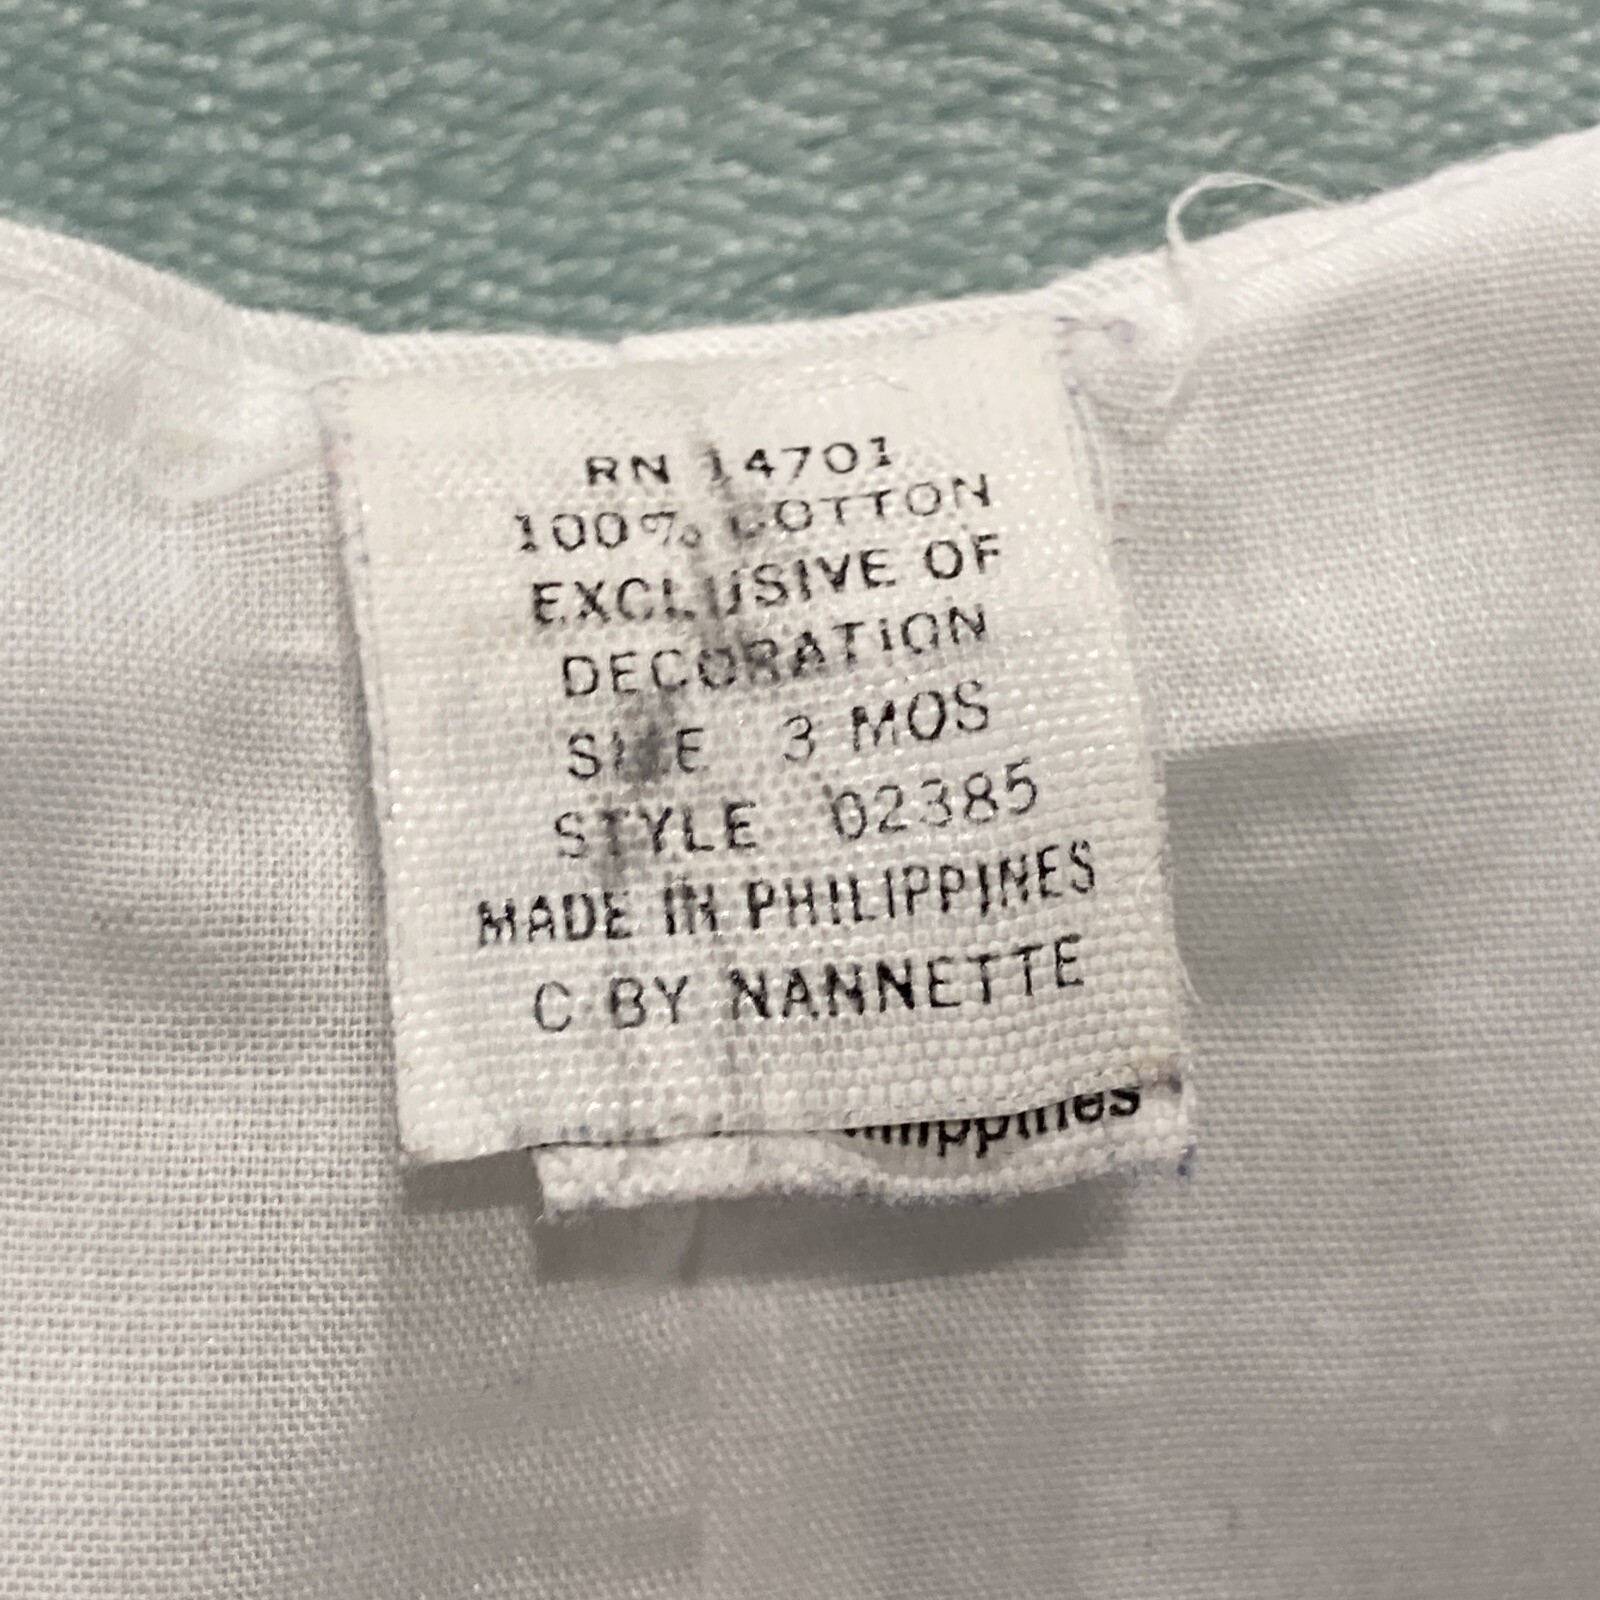 RN 14701
100% COTTON
EXCLUSIVE OF
DECORATION
SIZE 3 MOS
STYLE 02385
MADE IN PHILIPPINES
C BY NANNETTE